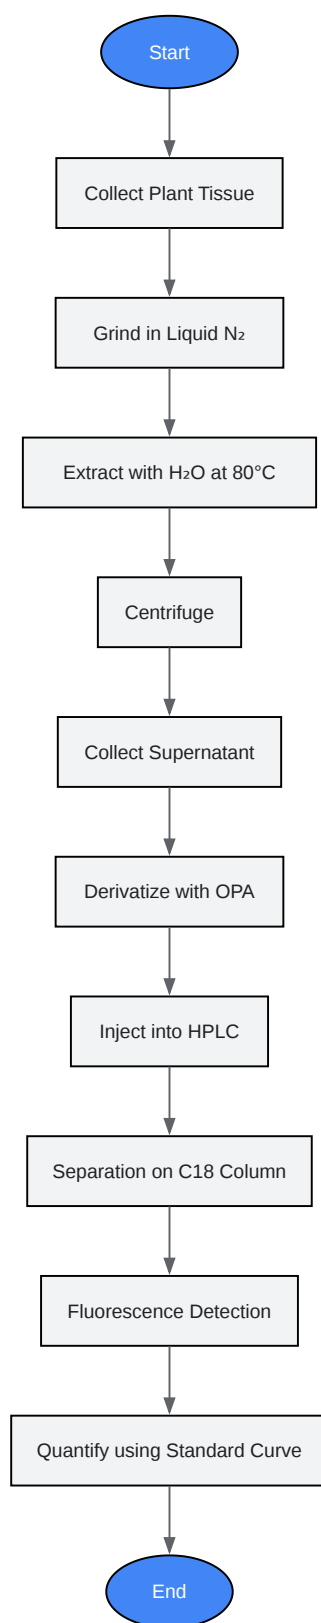 Start
Collect Plant Tissue
Grind in Liquid N₂
Extract with H₂O at 80°C
Centrifuge
Collect Supernatant
Derivatize with OPA
Inject into HPLC
Separation on C18 Column
Fluorescence Detection
Quantify using Standard Curve
End